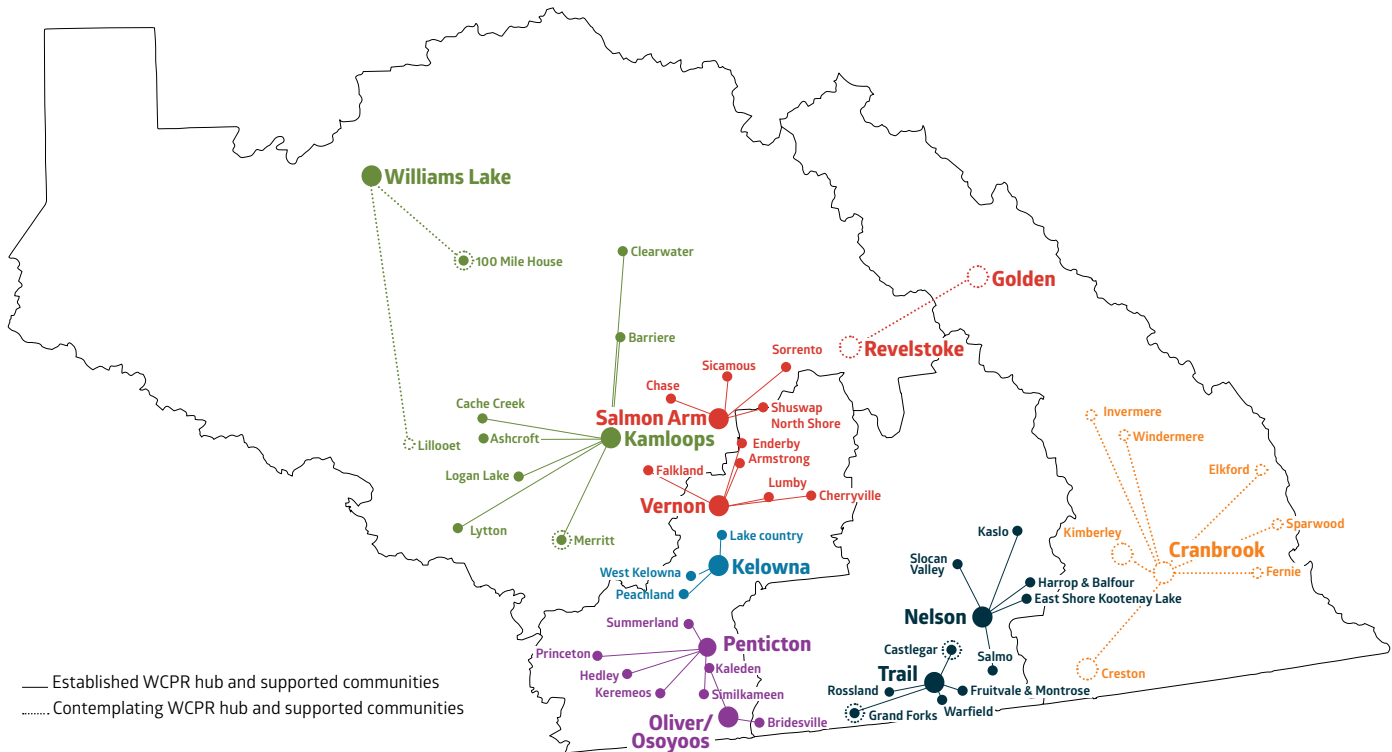 Williams Lake
100 Mile House
Clearwater
Golden
Barriere
Revelstoke
Sorrento
Sicamous
Chase
Cache Creek
Salmon Arm
Shuswap
North Shore
Invermere
Kamloops
Ashcroft
Lillooet
Windermere
Enderby
Armstrong
Falkland
Elkford
Logan Lake
Lumby
Cherryville
Vernon
Sparwood
Lytton
Merritt
Kaslo
Kimberley
Lake country
Cranbrook
Slocan
Valley
Kelowna
West Kelowna
Fernie
Harrop & Balfour
Peachland
East Shore Kootenay Lake
Nelson
Summerland
Penticton
Castlegar
Princeton
Salmo
Kaleden
Hedley
Trail
Creston
— Established WCPR hub and supported communities
Keremeos
Similkameen
Rossland
Fruitvale & Montrose
Contemplating WCPR hub and supported communities
Grand Forks
Warfield
Oliver/
Osoyoos
Bridesville